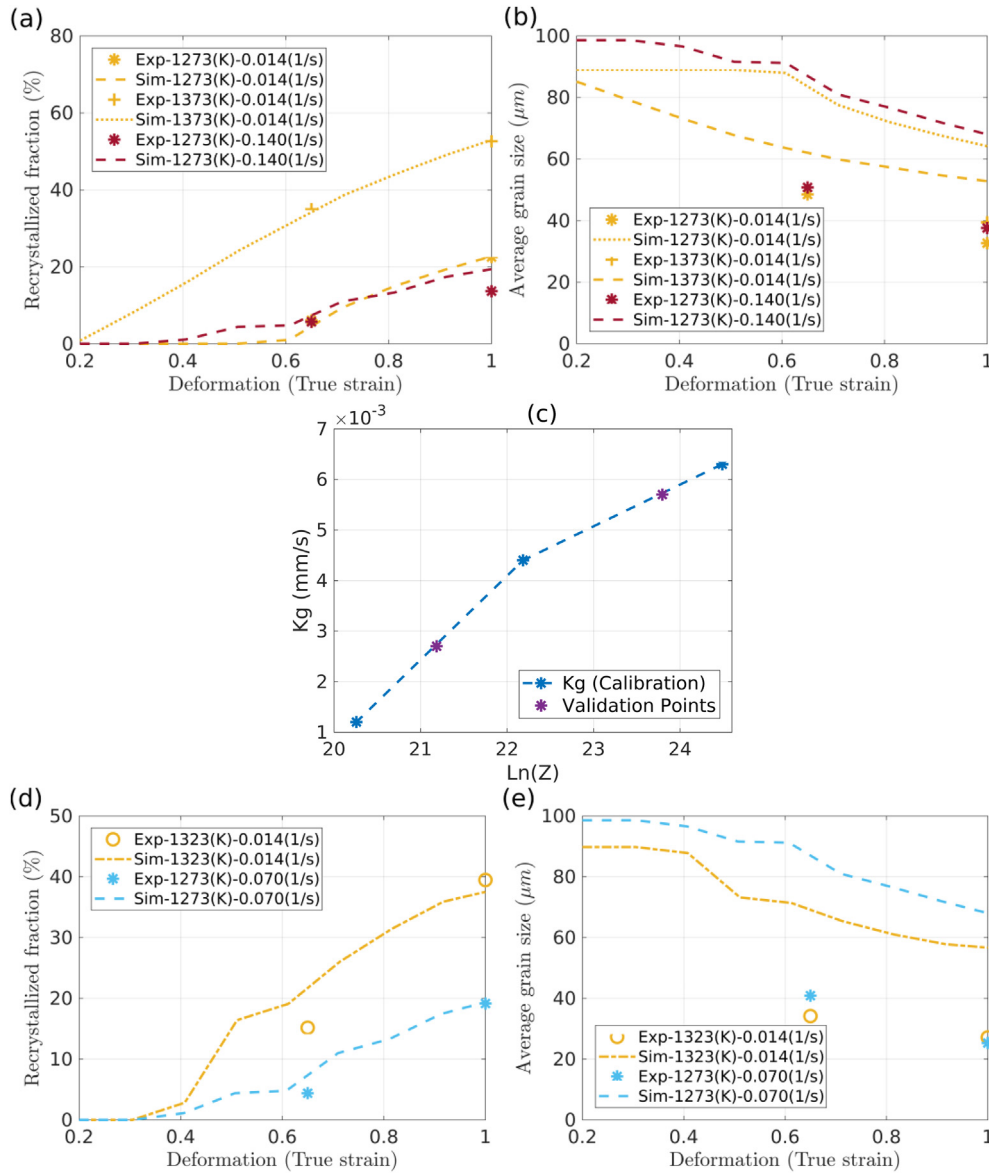 (a)
80
60
40
20
0
0.2
0.4
0.6
0.8
1
Recrystallized fraction (%)
Deformation (True strain)
Exp-1273(K)-0.014(1/s)
Sim-1273(K)-0.014(1/s)
Exp-1373(K)-0.014(1/s)
Sim-1373(K)-0.014(1/s)
Exp-1273(K)-0.140(1/s)
Sim-1273(K)-0.140(1/s)
(b)
100
80
60
40
20
0
0.2
0.4
0.6
0.8
1
Average grain size (μm)
Deformation (True strain)
Exp-1273(K)-0.014(1/s)
Sim-1273(K)-0.014(1/s)
Exp-1373(K)-0.014(1/s)
Sim-1373(K)-0.014(1/s)
Exp-1273(K)-0.140(1/s)
Sim-1273(K)-0.140(1/s)
(c)
×10⁻³
7
6
5
4
3
2
1
20
21
22
23
24
Kg (mm/s)
Ln(Z)
Kg (Calibration)
Validation Points
(d)
50
40
30
20
10
0
0.2
0.4
0.6
0.8
1
Recrystallized fraction (%)
Deformation (True strain)
Exp-1323(K)-0.014(1/s)
Sim-1323(K)-0.014(1/s)
Exp-1273(K)-0.070(1/s)
Sim-1273(K)-0.070(1/s)
(e)
100
80
60
40
20
0
0.2
0.4
0.6
0.8
1
Average grain size (μm)
Deformation (True strain)
Exp-1323(K)-0.014(1/s)
Sim-1323(K)-0.014(1/s)
Exp-1273(K)-0.070(1/s)
Sim-1273(K)-0.070(1/s)